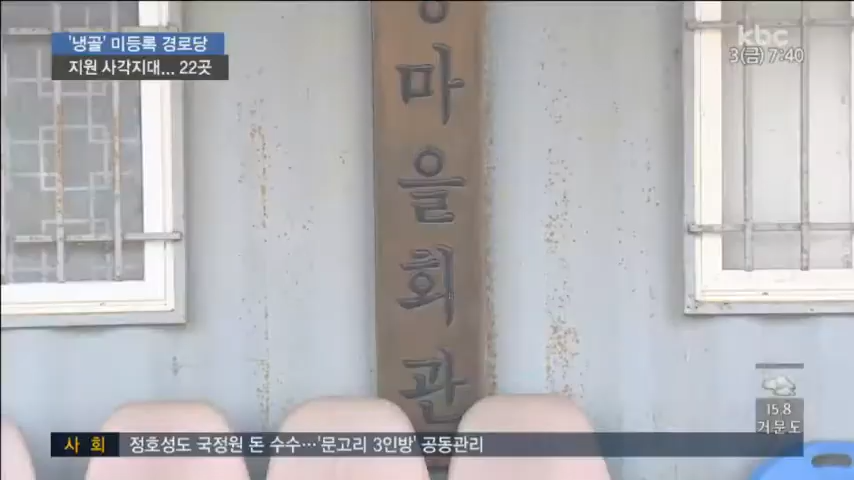 '냉골' 미등록 경로당
지원 사각지대... 22곳
kbc
3(금) 7:40
마을회관
15.8
거문도
사 회
정호성도 국정원 돈 수수…'문고리 3인방' 공동관리